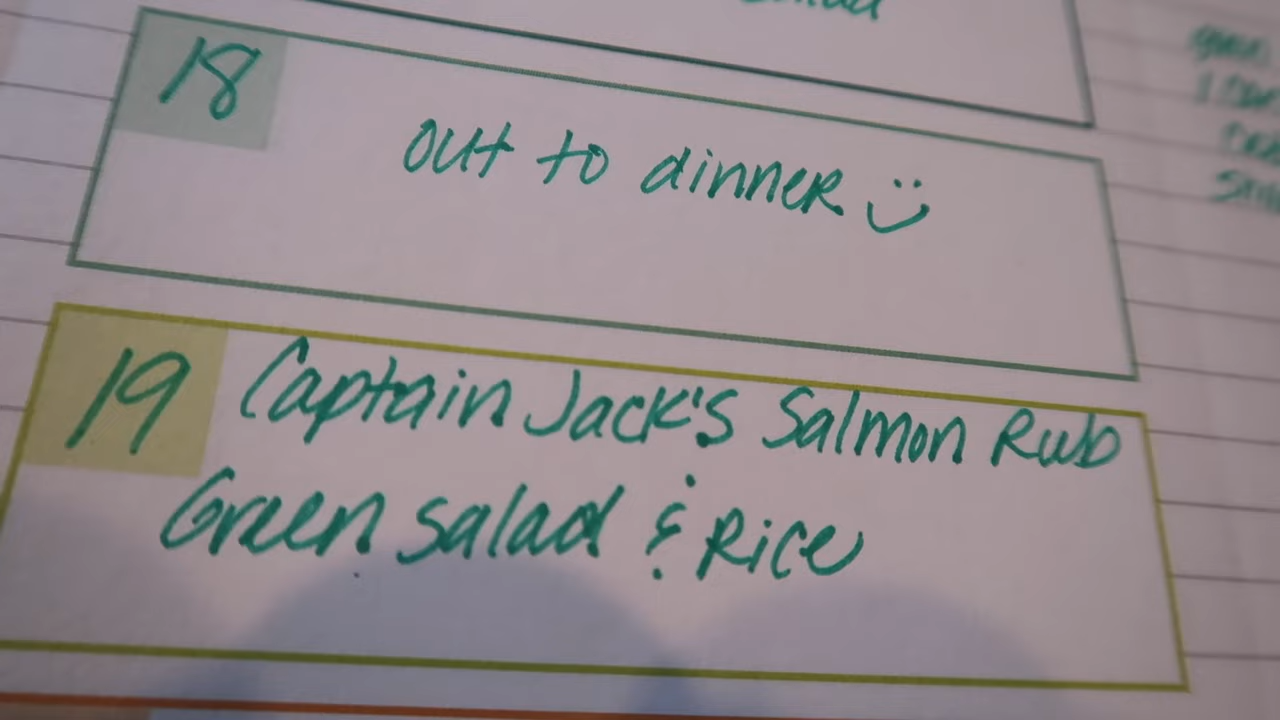 18
out to dinner
19
Captain Jack's Salmon Rub
Green salad & Rice